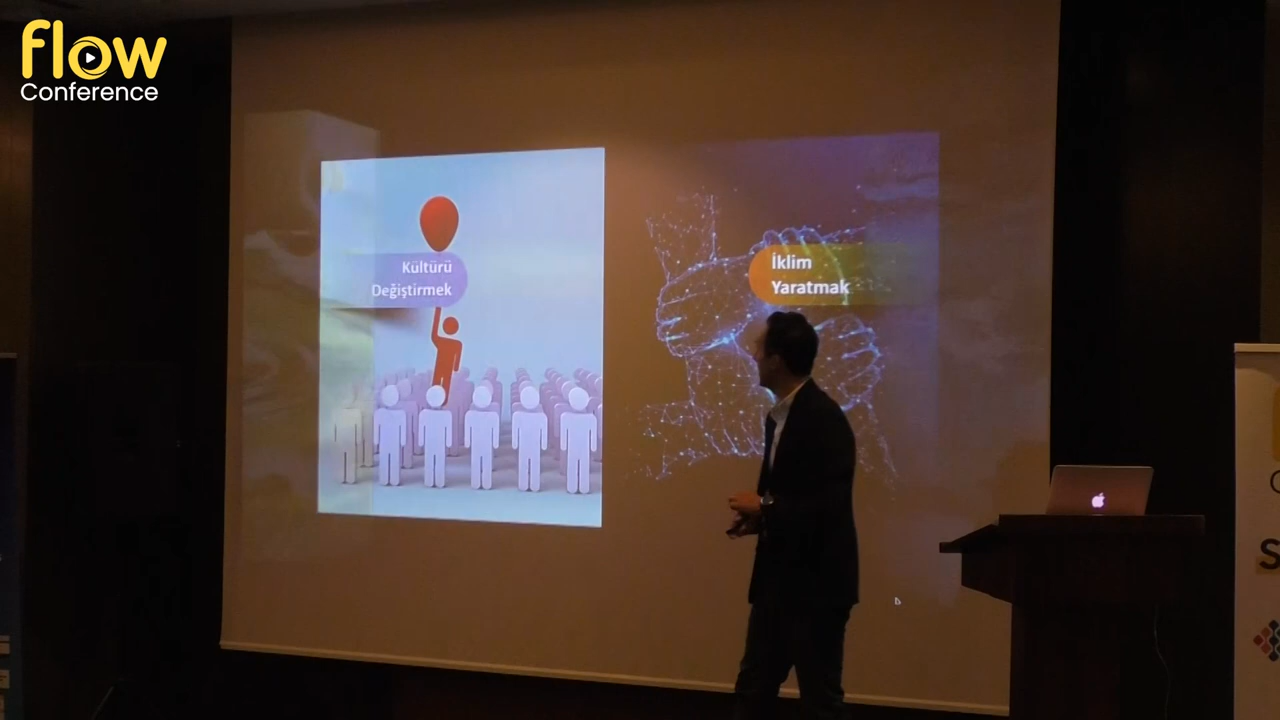 flow
Conference
Kültürü
Değiştirmek
İklim
Yaratmak
S